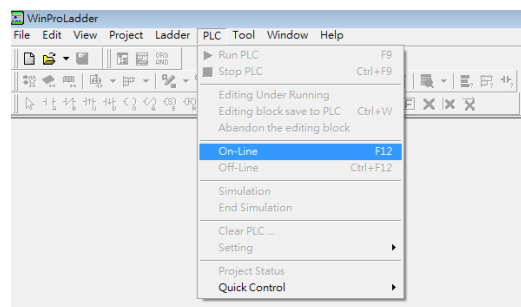 WinProLadder
File Edit View Project Ladder PLC Tool Window Help
Run PLC F9
Stop PLC Ctrl+F9
Editing Under Running
Editing block save to PLC Ctrl+W
Abandon the editing block
On-Line F12
Off-Line Ctrl+F12
Simulation
End Simulation
Clear PLC ...
Setting
Project Status
Quick Control